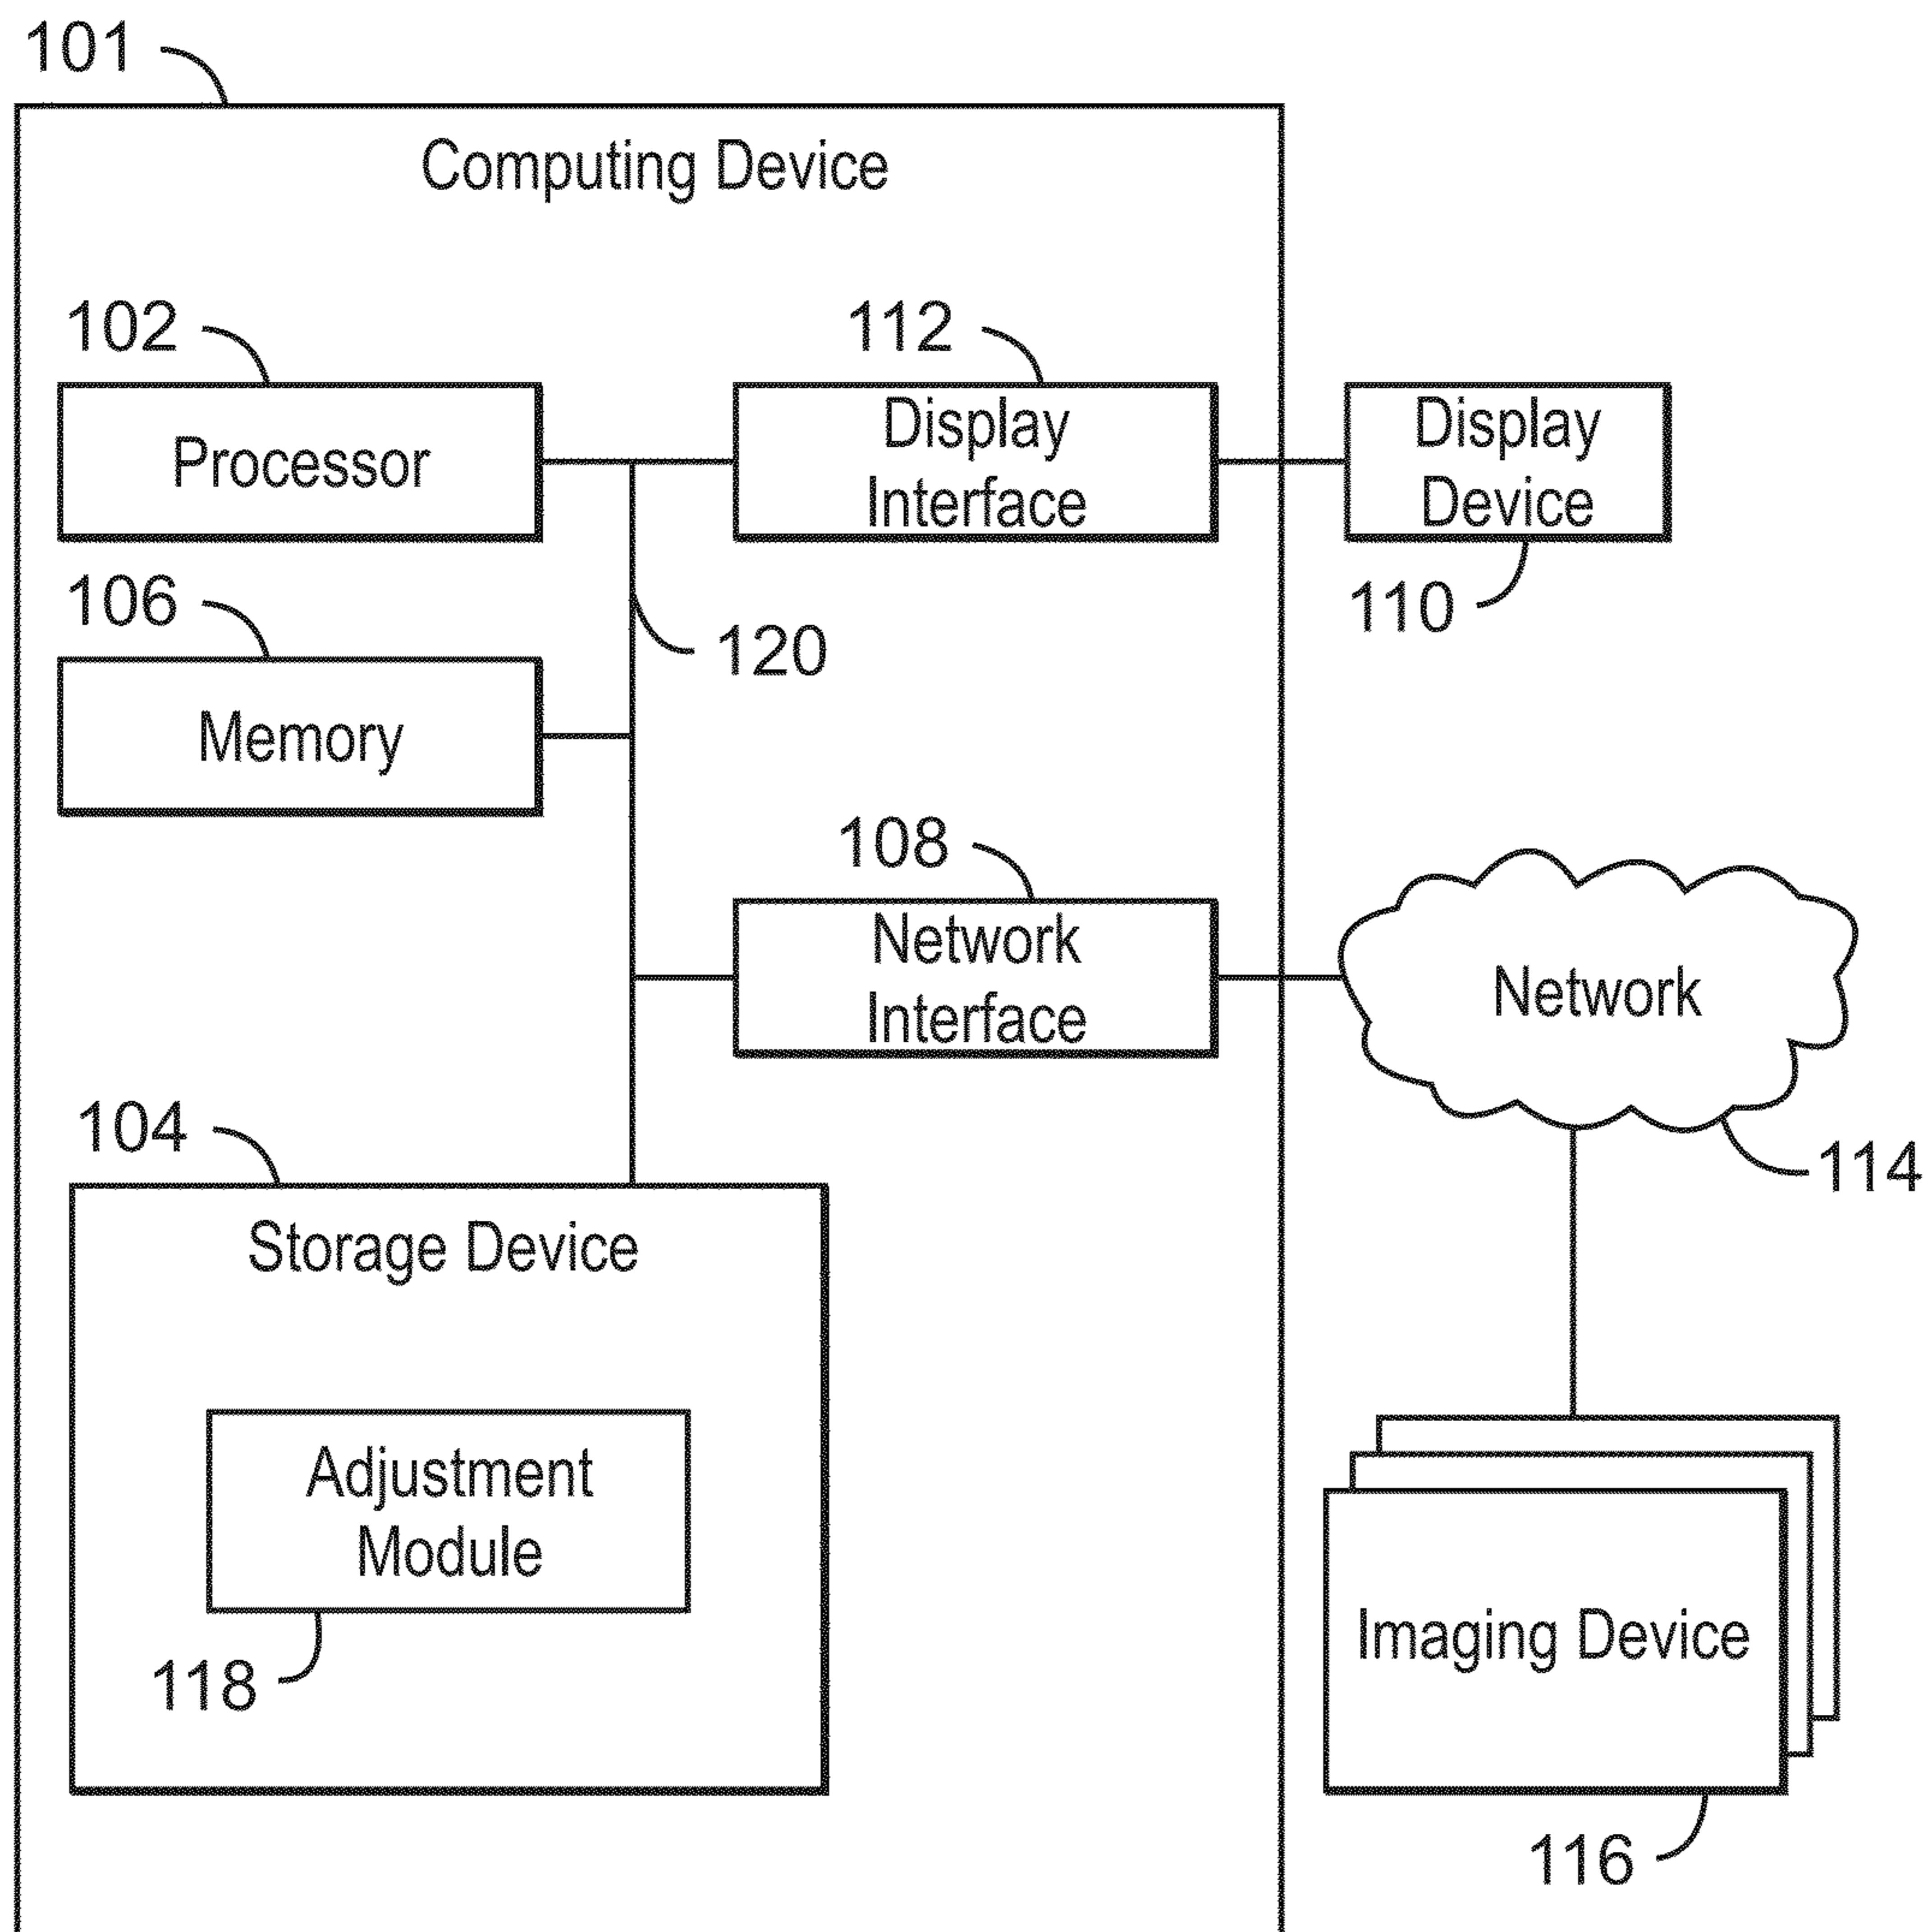 101
Computing Device
102
112
Processor
Display
Interface
Display
Device
106
110
120
Memory
108
Network
Interface
Network
104
114
Storage Device
Adjustment
Module
Imaging Device
118
116